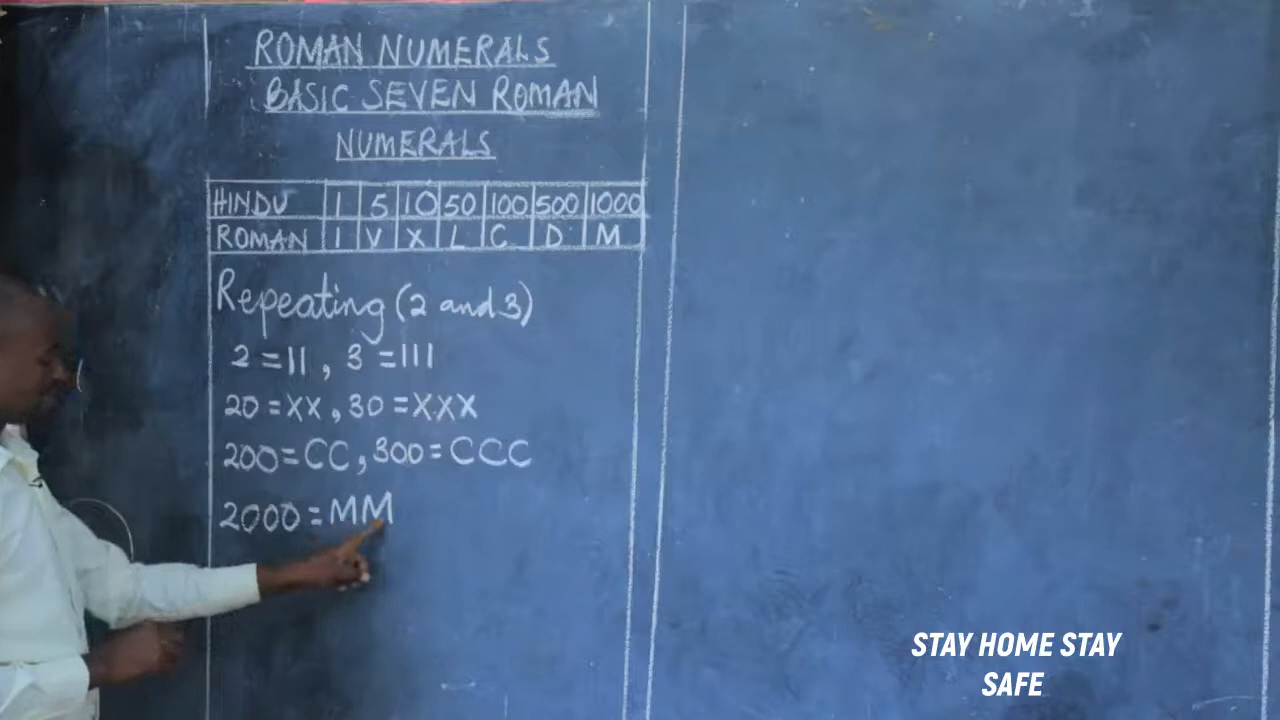 ROMAN NUMERALS
BASIC SEVEN ROMAN
NUMERALS
HINDU 1 5 10 50 100 500 1000
ROMAN I V X L C D M
Repeating (2 and 3)
2 = II , 3 = III
20 = XX , 30 = XXX
200 = CC , 300 = CCC
2000 = MM
STAY HOME STAY
SAFE